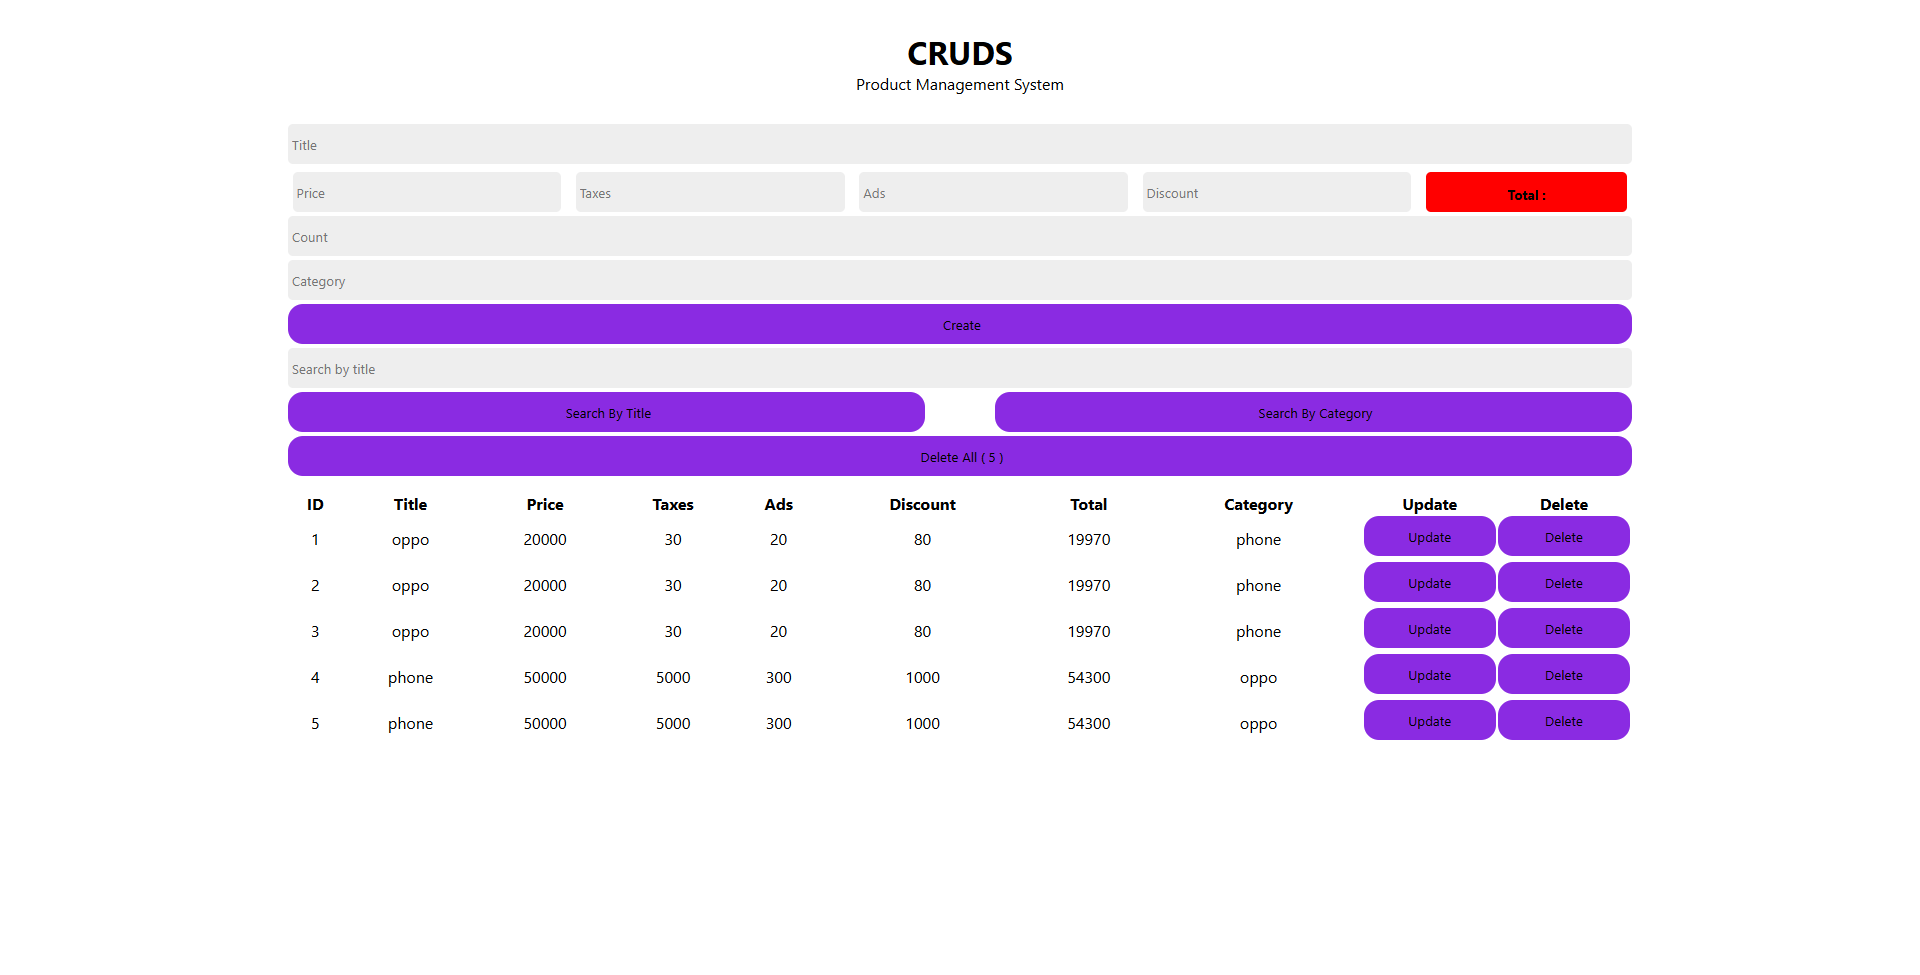 CRUDS
Product Management System
Title
Price Taxes Ads Discount Total :
Count
Category
Create
Search by title
Search By Title Search By Category
Delete All ( 5 )
ID Title Price Taxes Ads Discount Total Category Update Delete
1 oppo 20000 30 20 80 19970 phone Update Delete
2 oppo 20000 30 20 80 19970 phone Update Delete
3 oppo 20000 30 20 80 19970 phone Update Delete
4 phone 50000 5000 300 1000 54300 oppo Update Delete
5 phone 50000 5000 300 1000 54300 oppo Update Delete